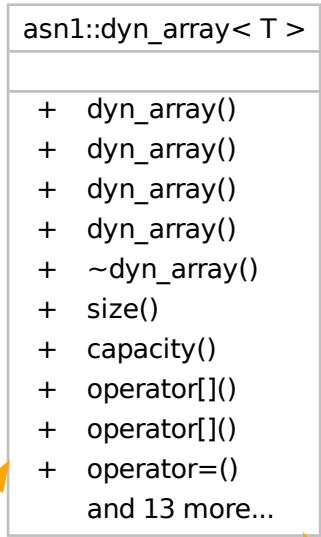 asn1::dyn_array< T >
+ dyn_array()
+ dyn_array()
+ dyn_array()
+ dyn_array()
+ ~dyn_array()
+ size()
+ capacity()
+ operator[]()
+ operator[]()
+ operator=()
and 13 more...